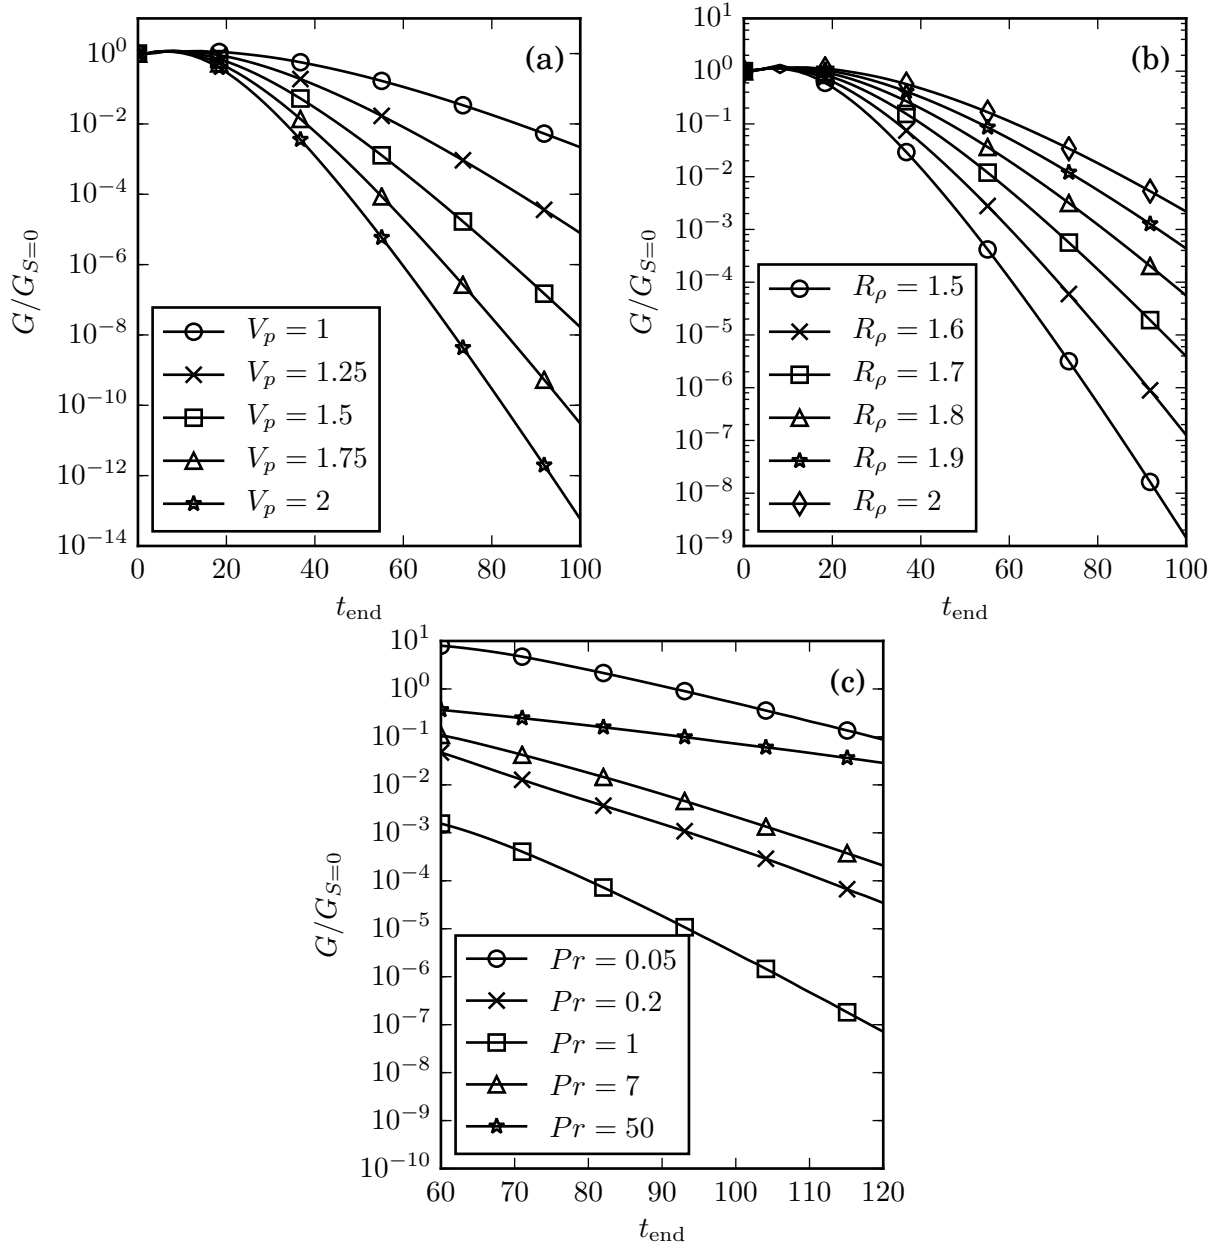 (a)
10^0
10^{-2}
10^{-4}
10^{-6}
10^{-8}
10^{-10}
10^{-12}
10^{-14}
G/G_{S=0}
V_p = 1
V_p = 1.25
V_p = 1.5
V_p = 1.75
V_p = 2
0 20 40 60 80 100
t_{end}
(b)
10^1
10^0
10^{-1}
10^{-2}
10^{-3}
10^{-4}
10^{-5}
10^{-6}
10^{-7}
10^{-8}
10^{-9}
G/G_{S=0}
R_ρ = 1.5
R_ρ = 1.6
R_ρ = 1.7
R_ρ = 1.8
R_ρ = 1.9
R_ρ = 2
0 20 40 60 80 100
t_{end}
(c)
10^1
10^0
10^{-1}
10^{-2}
10^{-3}
10^{-4}
10^{-5}
10^{-6}
10^{-7}
10^{-8}
10^{-9}
10^{-10}
G/G_{S=0}
Pr = 0.05
Pr = 0.2
Pr = 1
Pr = 7
Pr = 50
60 70 80 90 100 110 120
t_{end}